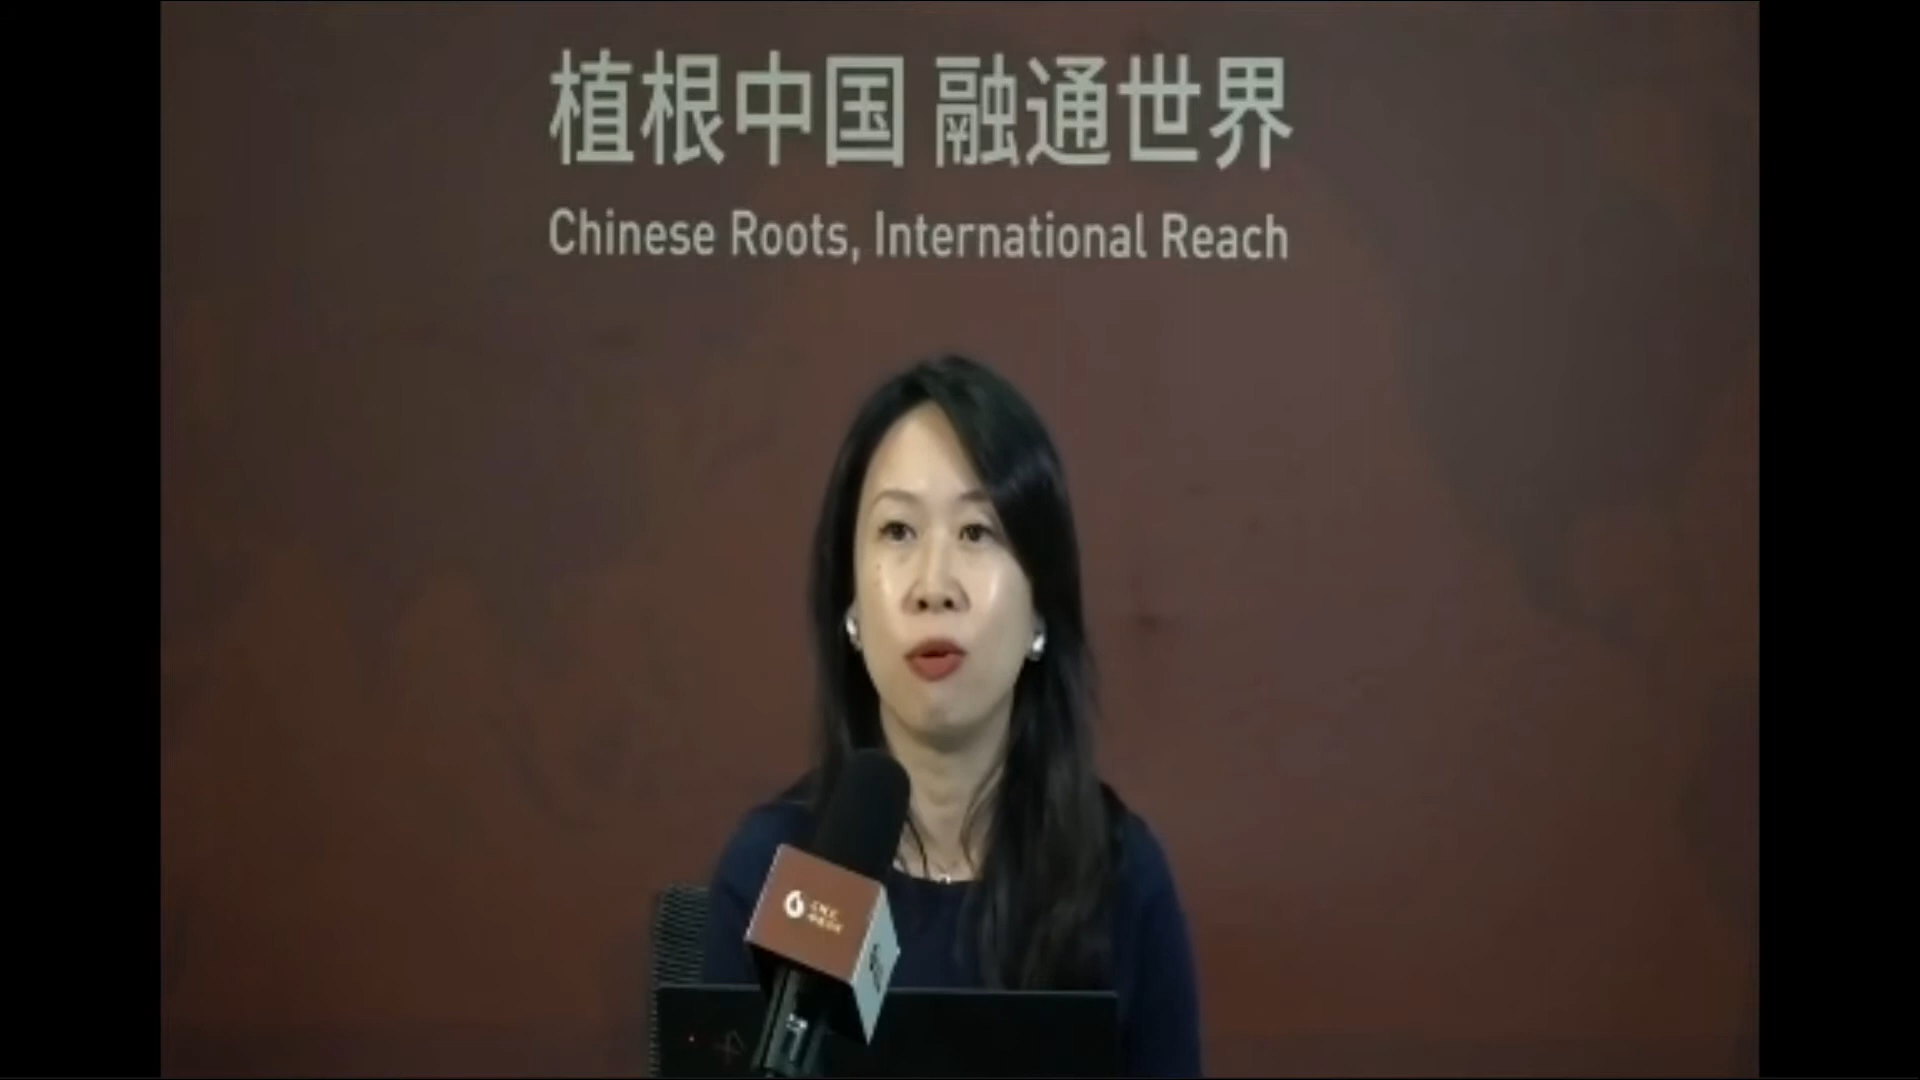 植根中国 融通世界
Chinese Roots, International Reach